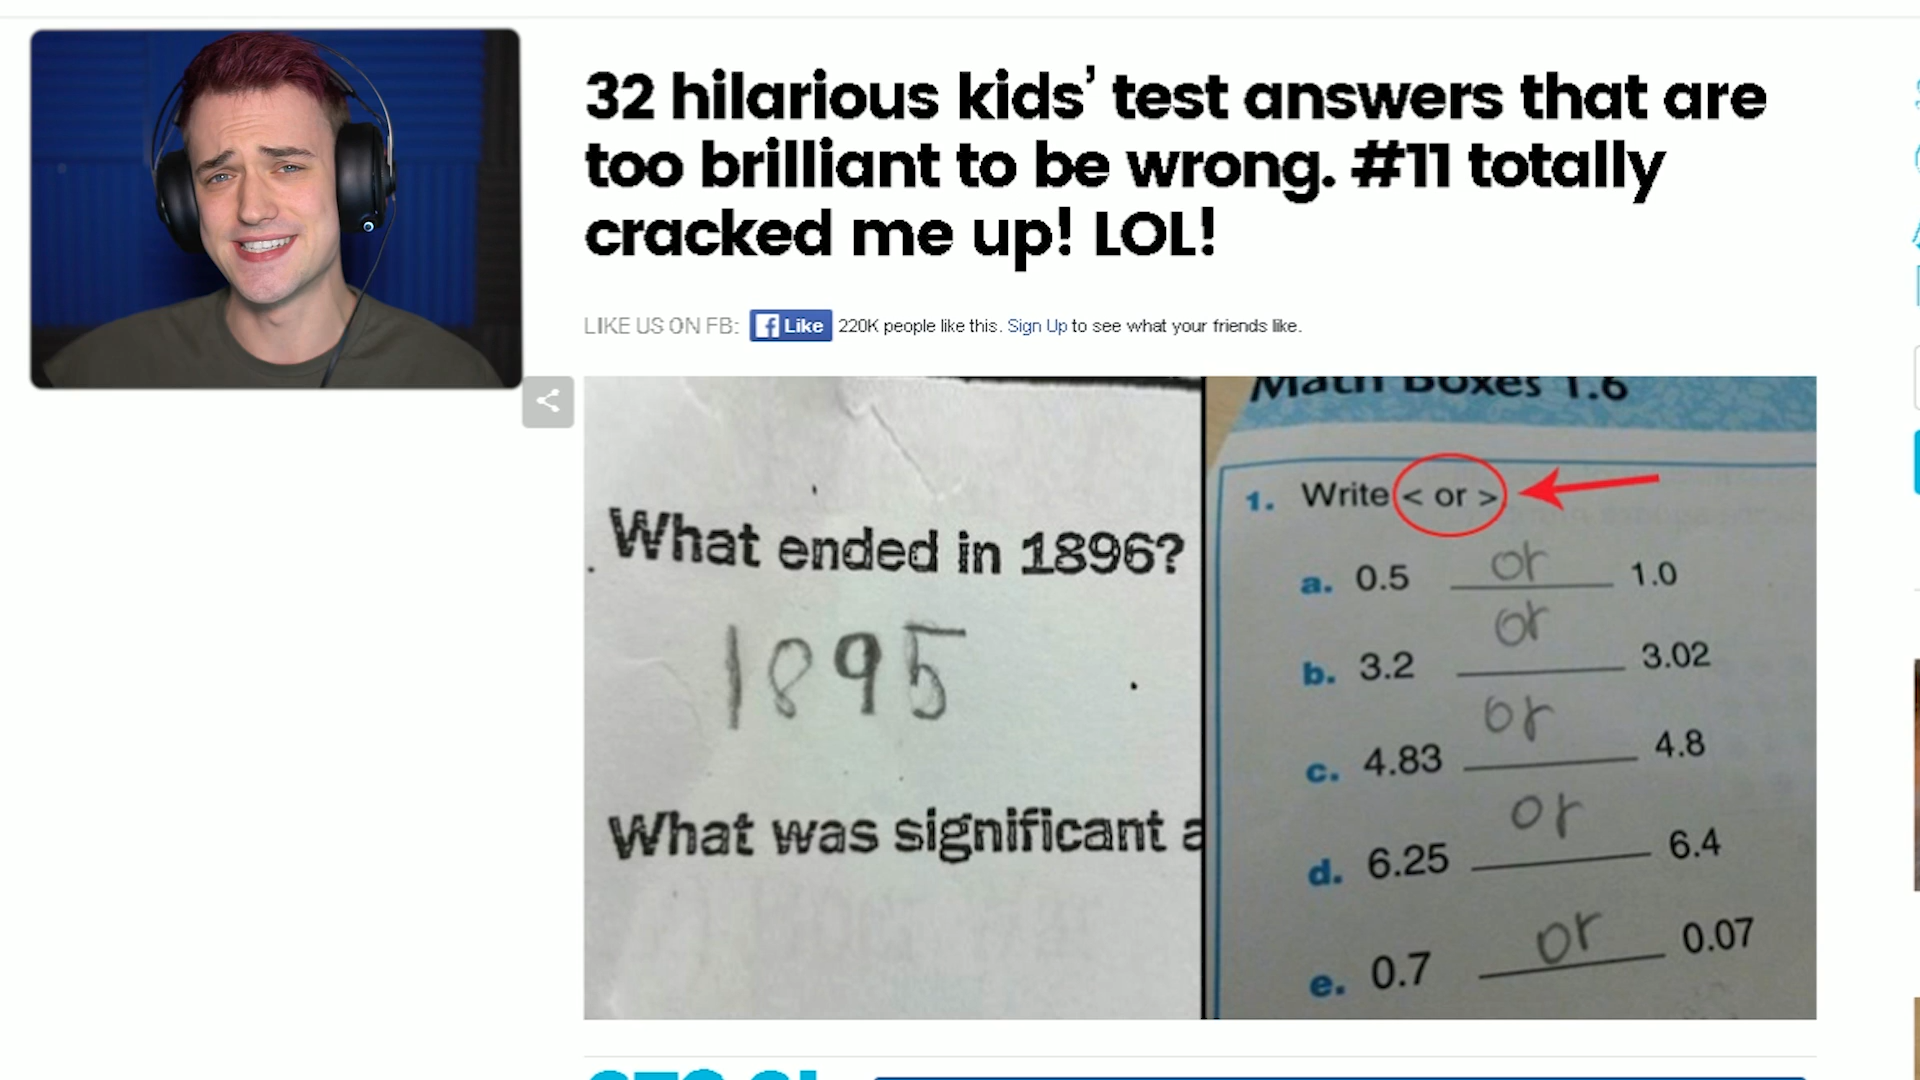 32 hilarious kids’ test answers that are
too brilliant to be wrong. #11 totally
cracked me up! LOL!
LIKE US ON FB: Like 220K people like this. Sign Up to see what your friends like.
What ended in 1896?
1895
What was significant
Math Boxes 1.6
1. Write < or >
a. 0.5 or 1.0
b. 3.2 or 3.02
c. 4.83 or 4.8
d. 6.25 or 6.4
e. 0.7 or 0.07